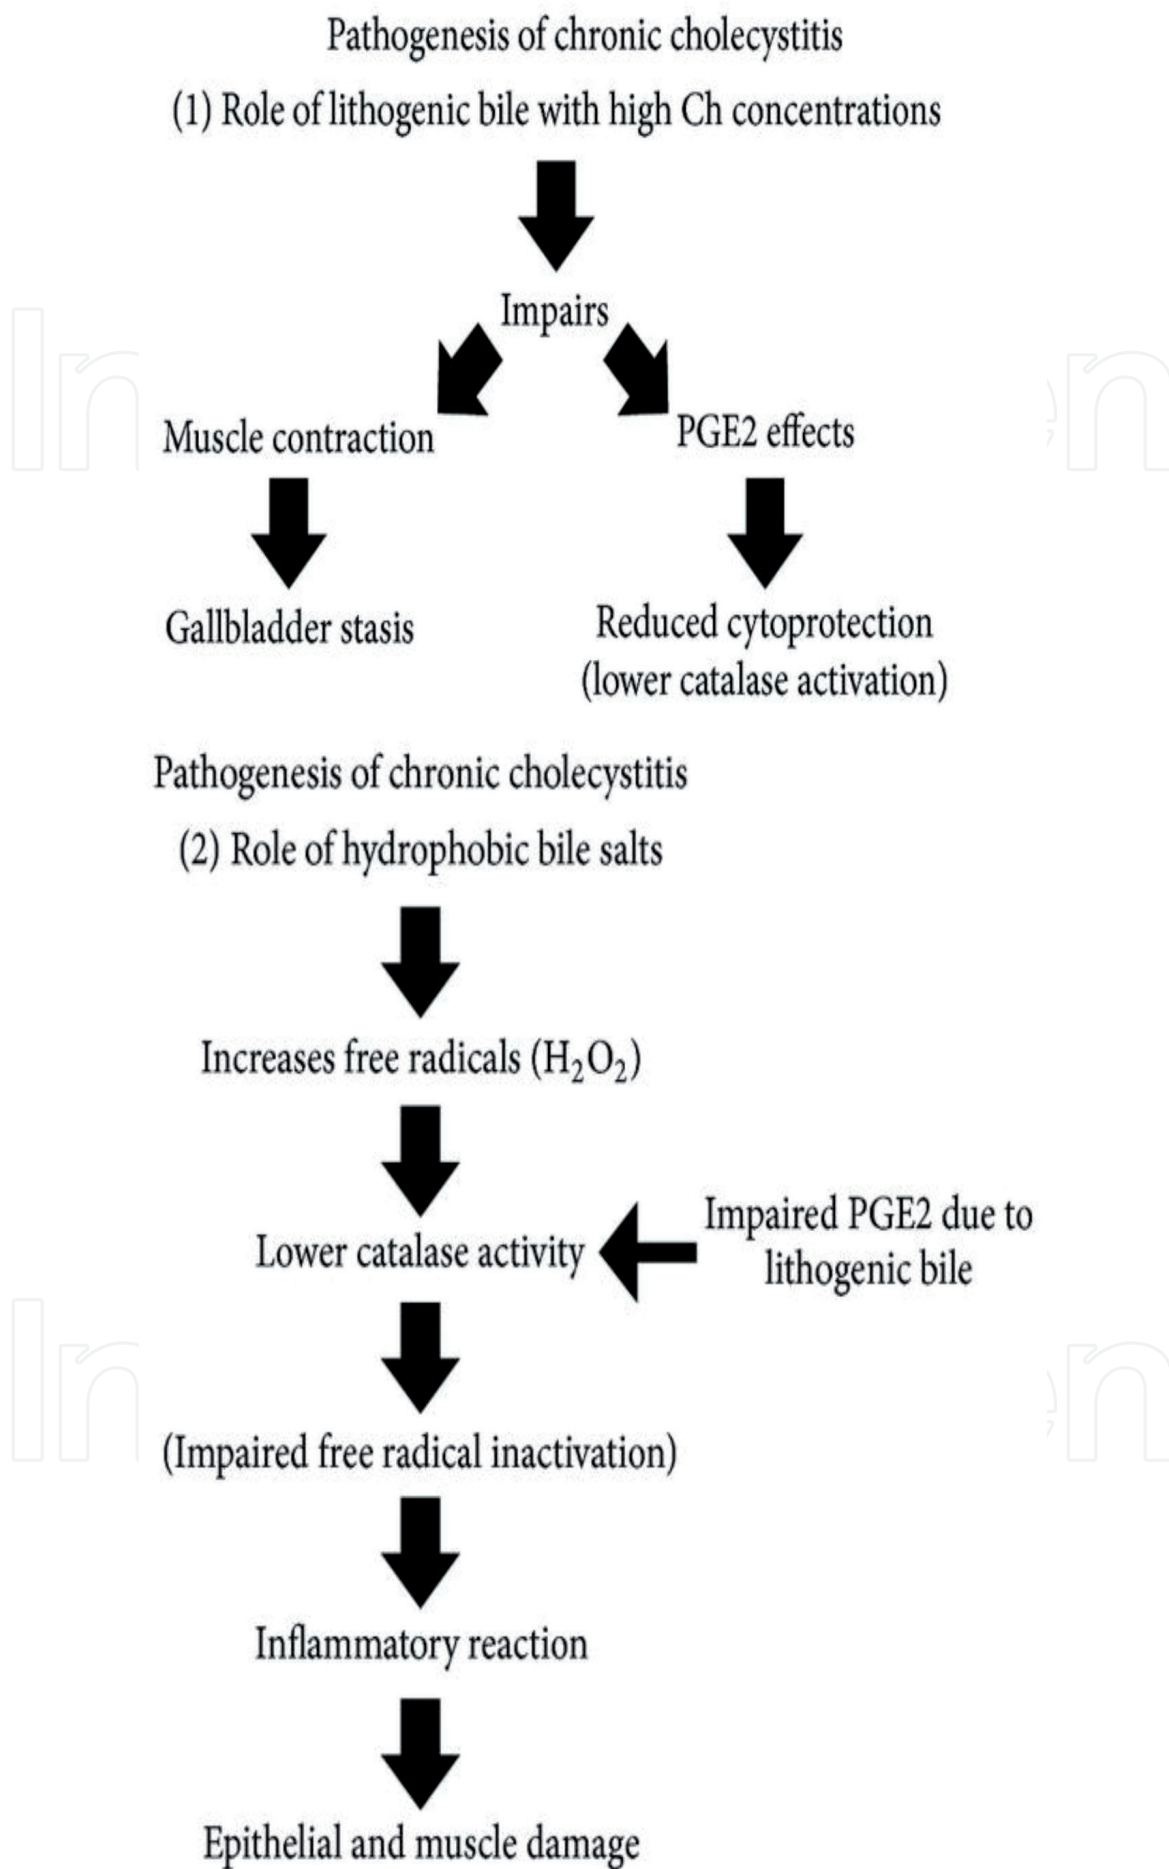 Pathogenesis of chronic cholecystitis
(1) Role of lithogenic bile with high Ch concentrations
Impairs
Muscle contraction
PGE2 effects
Gallbladder stasis
Reduced cytoprotection
(lower catalase activation)
Pathogenesis of chronic cholecystitis
(2) Role of hydrophobic bile salts
Increases free radicals (H₂O₂)
Lower catalase activity
Impaired PGE2 due to
lithogenic bile
(Impaired free radical inactivation)
Inflammatory reaction
Epithelial and muscle damage